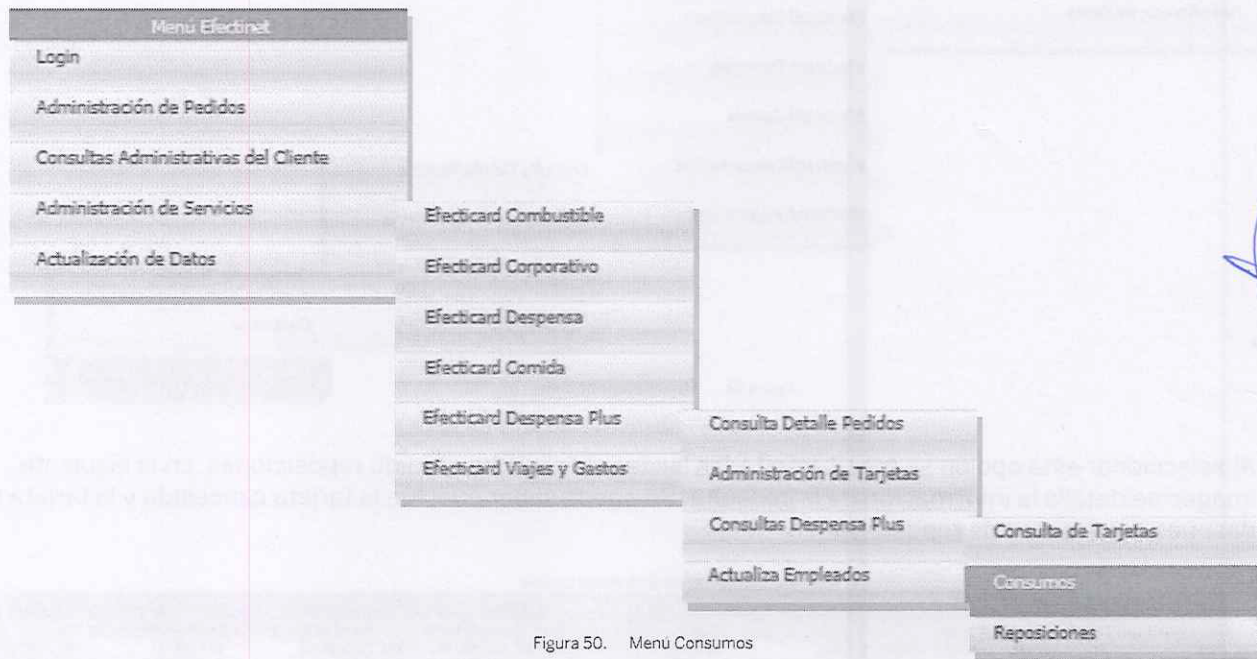 Menú Efectinet
Login
Administración de Pedidos
Consultas Administrativas del Cliente
Administración de Servicios
Actualización de Datos
Efecticard Combustible
Efecticard Corporativo
Efecticard Despensa
Efecticard Comida
Efecticard Despensa Plus
Efecticard Viajes y Gastos
Consulta Detalle Pedidos
Administración de Tarjetas
Consultas Despensa Plus
Actualiza Empleados
Consulta de Tarjetas
Consumos
Reposiciones
Figura 50. Menú Consumos